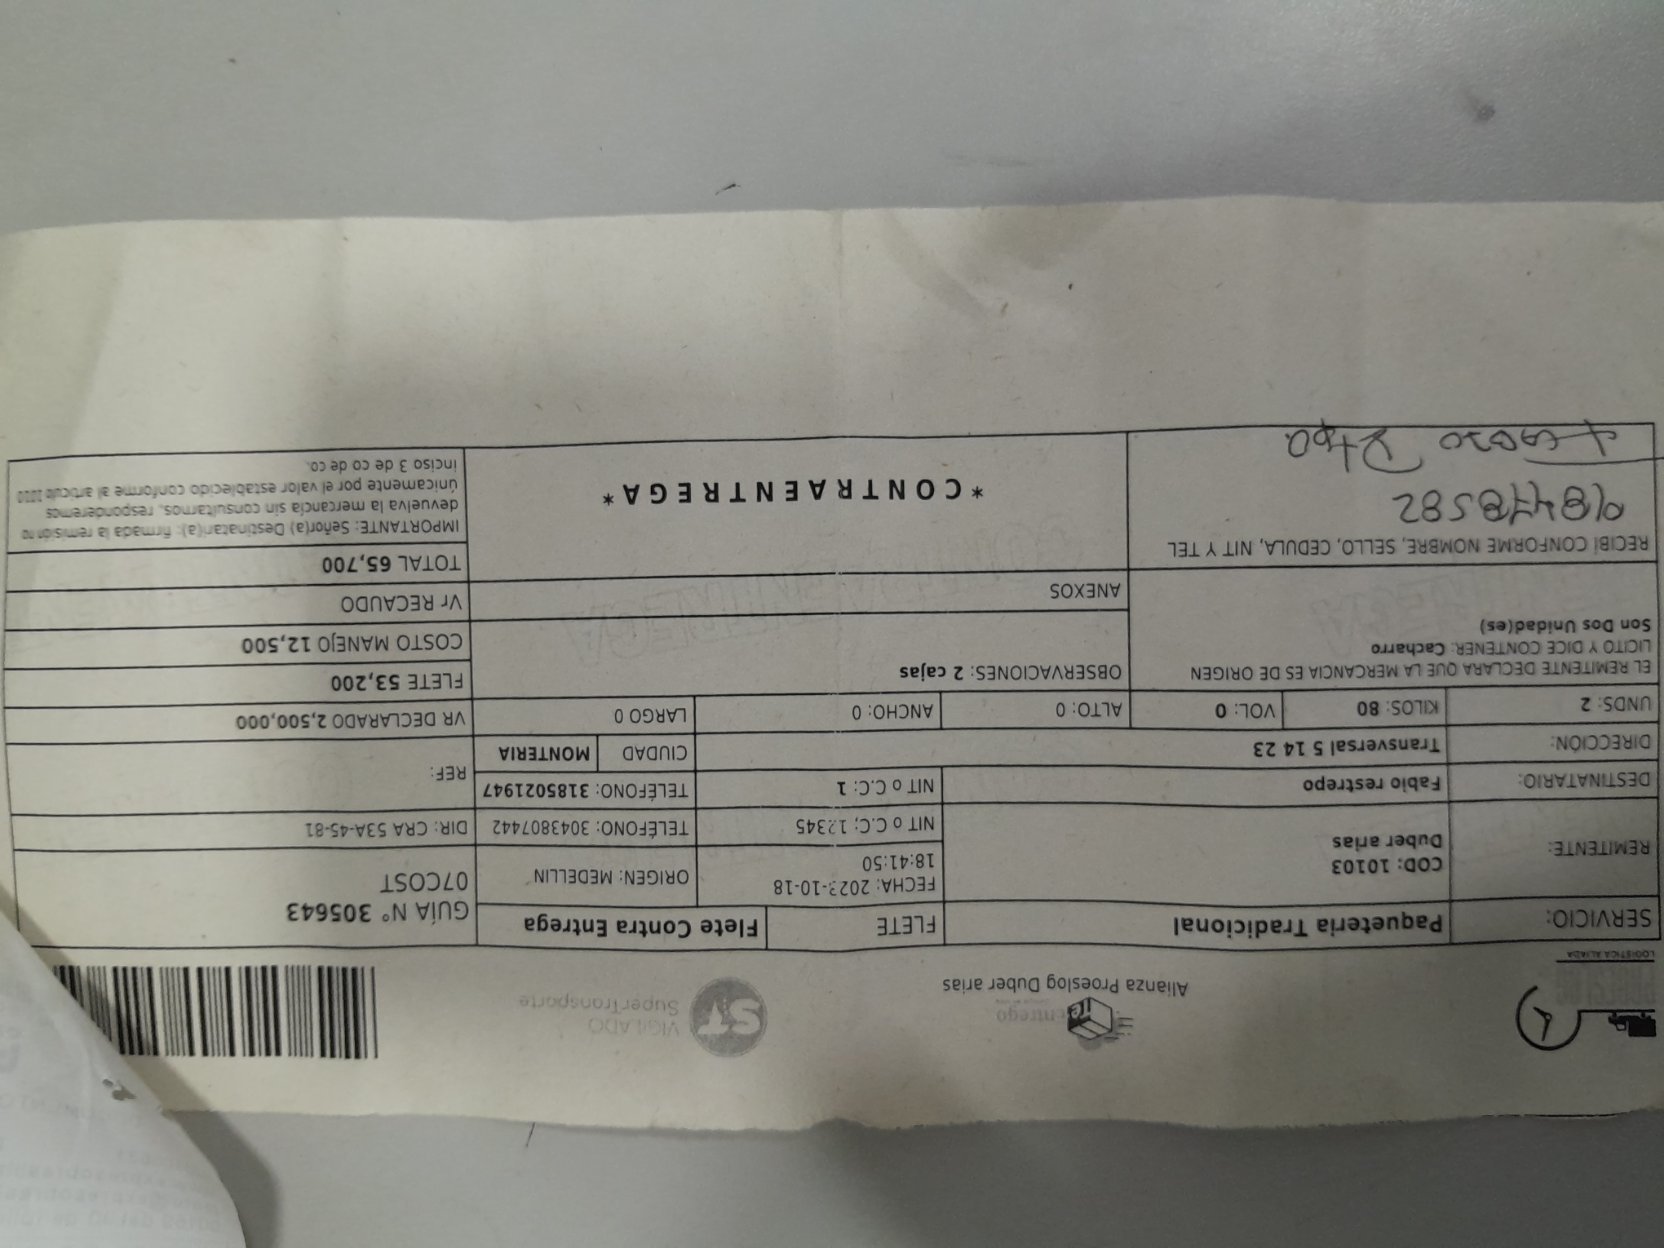 Alianza Proeslog Duber arias
VIGILADO
SuperTransporte
LOGISTICA ALIADA
SERVICIO: Paqueteria Tradicional FLETE Flete Contra Entrega GUÍA N° 305643
07COST
REMITENTE: COD: 10103
Duber arias
FECHA: 2023-10-18
18:41:50
ORIGEN: MEDELLIN
NIT o C.C; 12345 TELÉFONO: 3043807442 DIR: CRA 53A-45-81
DESTINATARIO: Fabio restrepo NIT o C.C: 1 TELÉFONO: 3185021947 REF:
DIRECCIÓN: Transversal 5 14 23 CIUDAD MONTERIA
UNDS: 2 KILOS: 80 VOL: 0 ALTO: 0 ANCHO: 0 LARGO 0 VR DECLARADO 2,500,000
EL REMITENTE DECLARA QUE LA MERCANCIA ES DE ORIGEN
LICITO Y DICE CONTENER: Cacharro
Son Dos Unidad(es)
OBSERVACIONES: 2 cajas
FLETE 53,200
COSTO MANEJO 12,500
ANEXOS
Vr RECAUDO
RECIBÍ CONFORME NOMBRE, SELLO, CEDULA, NIT Y TEL
98478582
*CONTRAENTREGA*
TOTAL 65,700
IMPORTANTE: Señor(a) Destinatari(a): firmada la remisión no
devuelva la mercancia sin consultarnos, responderemos
únicamente por el valor establecido conforme al articulo
inciso 3 de co de co.